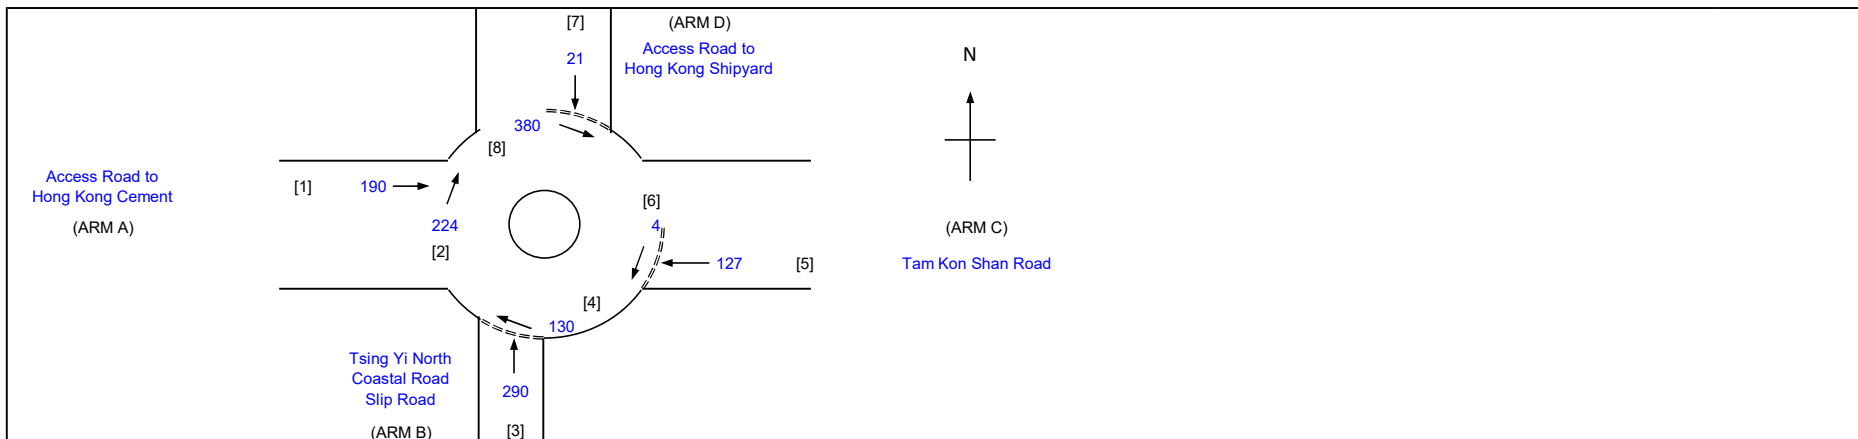 [7]
(ARM D)
21
Access Road to
Hong Kong Shipyard
N
380
[8]
Access Road to
Hong Kong Cement
(ARM A)
[1]
190
224
[2]
[6]
4
(ARM C)
127
[5]
Tam Kon Shan Road
[4]
130
Tsing Yi North
Coastal Road
Slip Road
(ARM B)
290
[3]